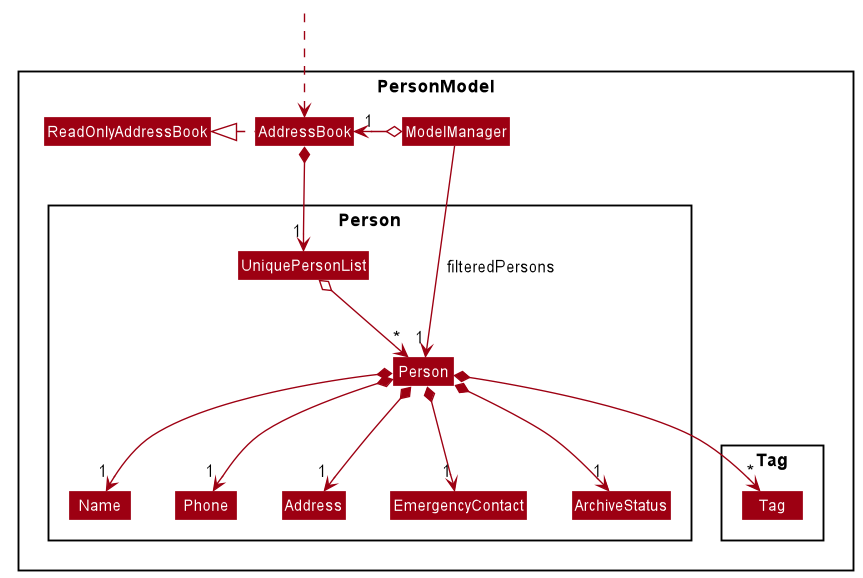 PersonModel
ReadOnlyAddressBook
AddressBook
1
ModelManager
Person
1
UniquePersonList
filteredPersons
*
1
Person
Tag
1
1
1
1
1
*
Name
Phone
Address
EmergencyContact
ArchiveStatus
Tag